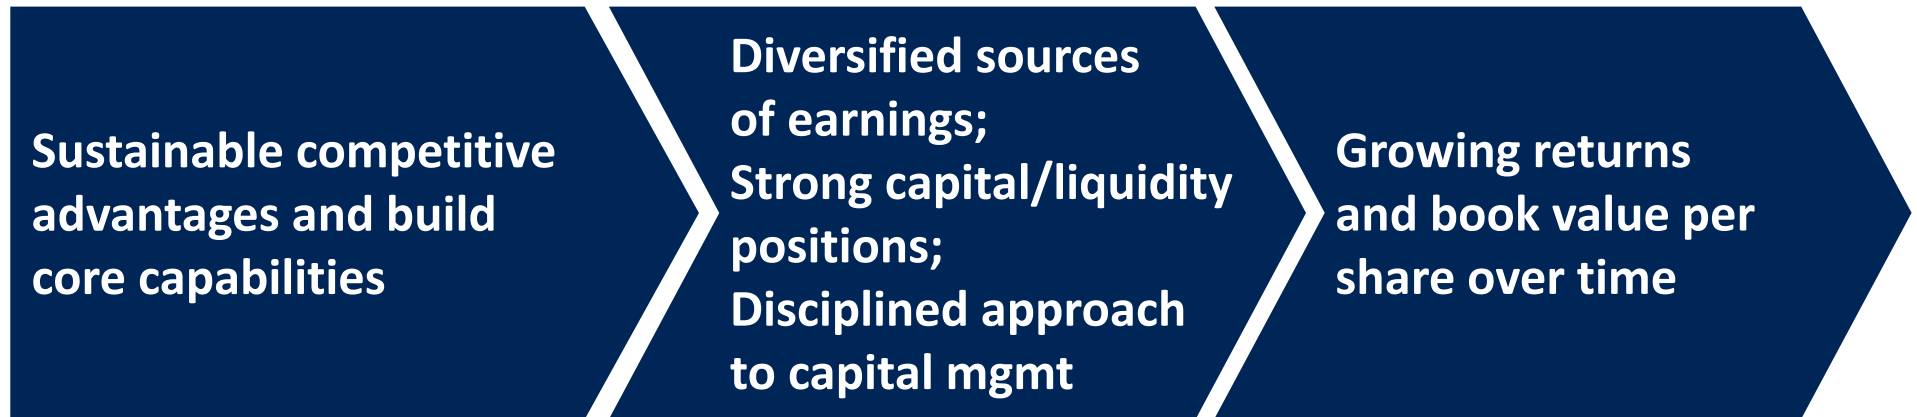 Sustainable competitive
advantages and build
core capabilities
Diversified sources
of earnings;
Strong capital/liquidity
positions;
Disciplined approach
to capital mgmt
Growing returns
and book value per
share over time